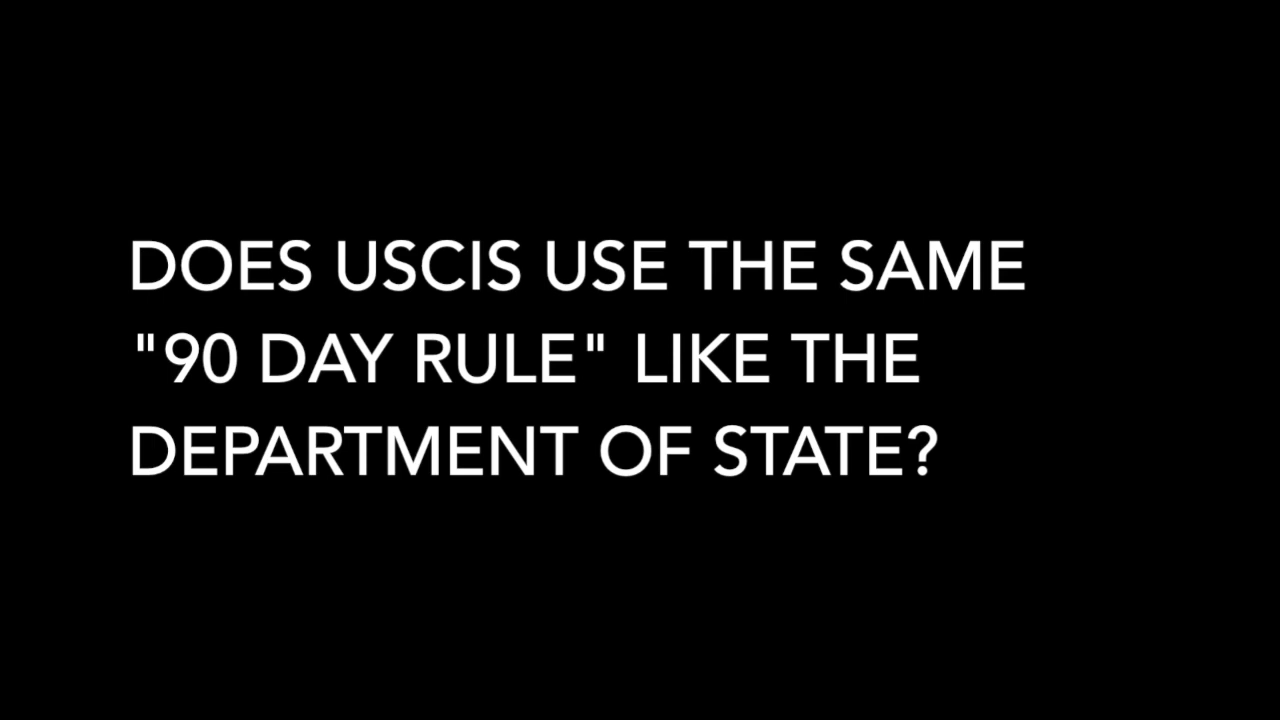 DOES USCIS USE THE SAME
"90 DAY RULE" LIKE THE
DEPARTMENT OF STATE?